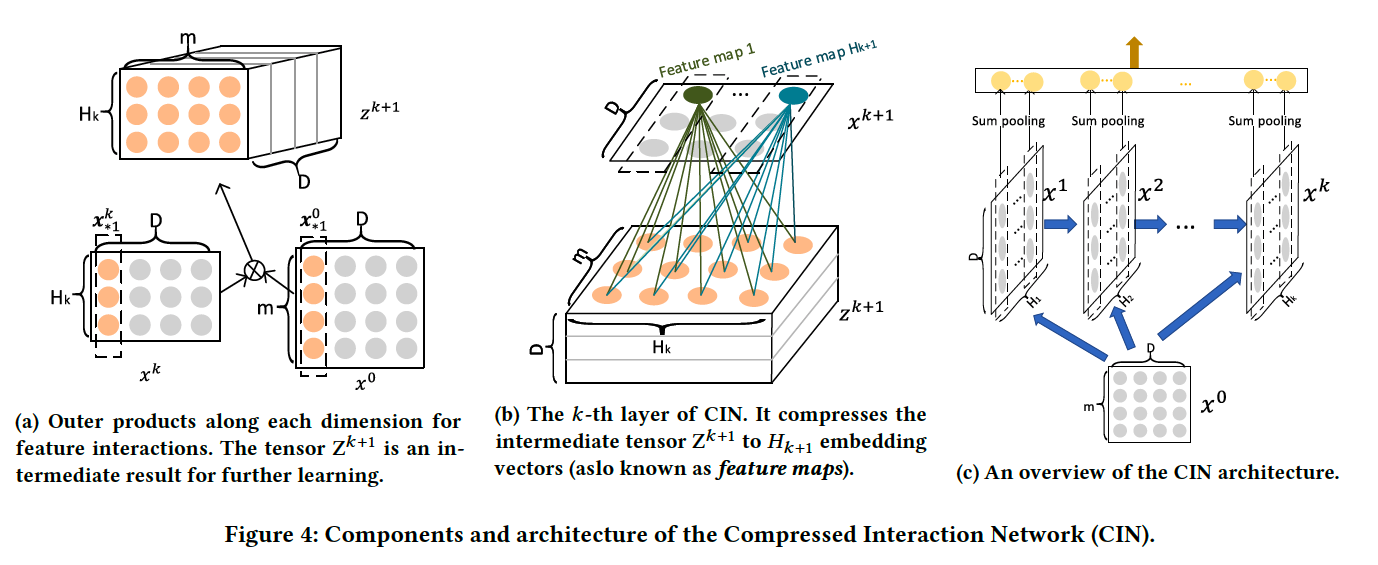 m
H_k
z^{k+1}
D
x^k_{*1}
D
x^0_{*1}
D
H_k
m
x^k
x^0
(a) Outer products along each dimension for
feature interactions. The tensor Z^{k+1} is an in-
termediate result for further learning.
Feature map 1
Feature map H_{k+1}
D
...
x^{k+1}
m
z^{k+1}
H_k
D
(b) The k-th layer of CIN. It compresses the
intermediate tensor Z^{k+1} to H_{k+1} embedding
vectors (aslo known as feature maps).
...
Sum pooling
Sum pooling
Sum pooling
x^1
x^2
x^k
D
...
H_1
H_2
H_k
D
m
x^0
(c) An overview of the CIN architecture.
Figure 4: Components and architecture of the Compressed Interaction Network (CIN).